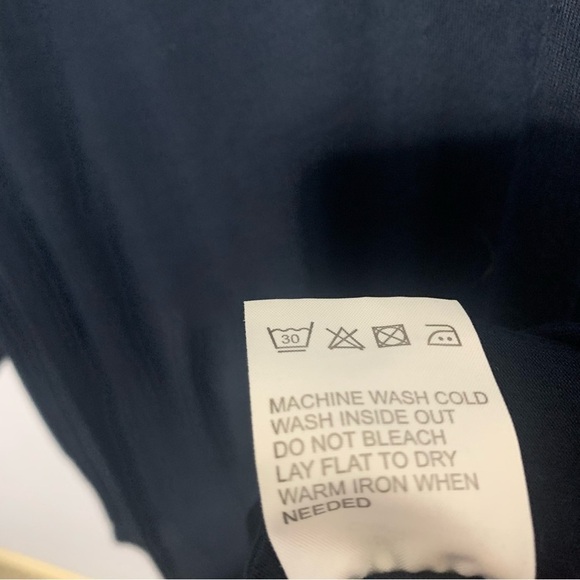 30
MACHINE WASH COLD
WASH INSIDE OUT
DO NOT BLEACH
LAY FLAT TO DRY
WARM IRON WHEN
NEEDED